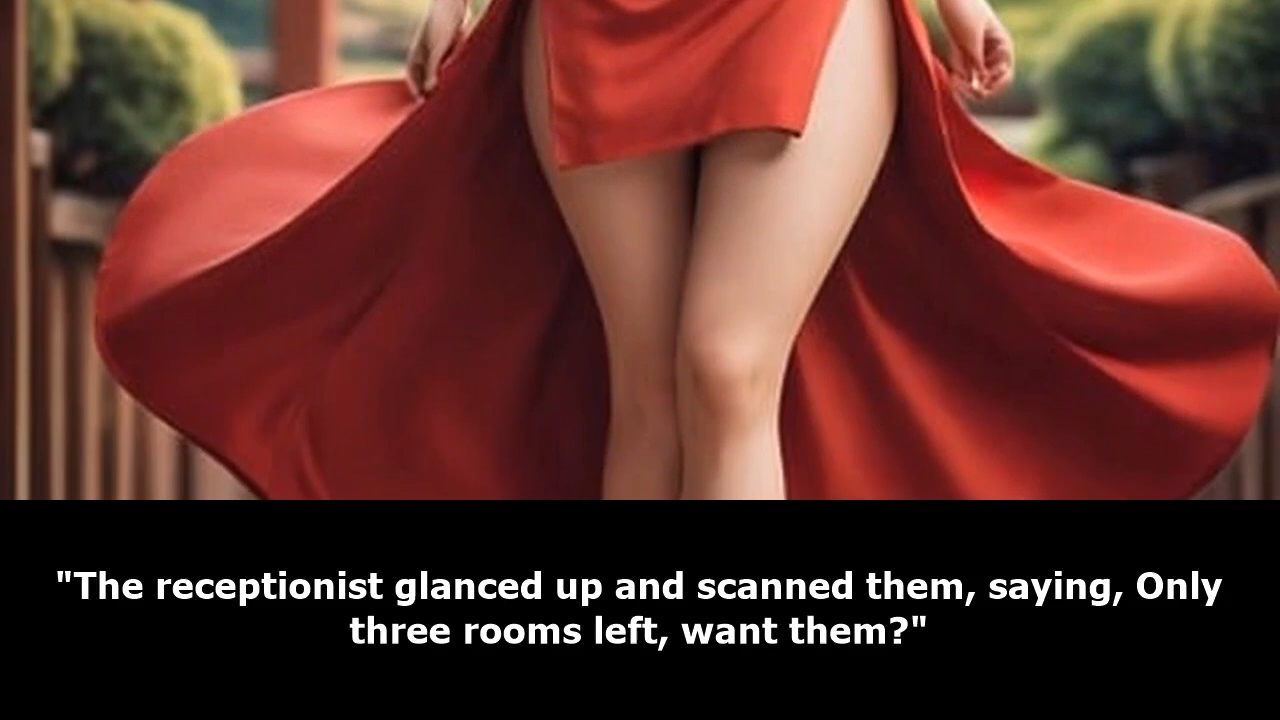 "The receptionist glanced up and scanned them, saying, Only
three rooms left, want them?"